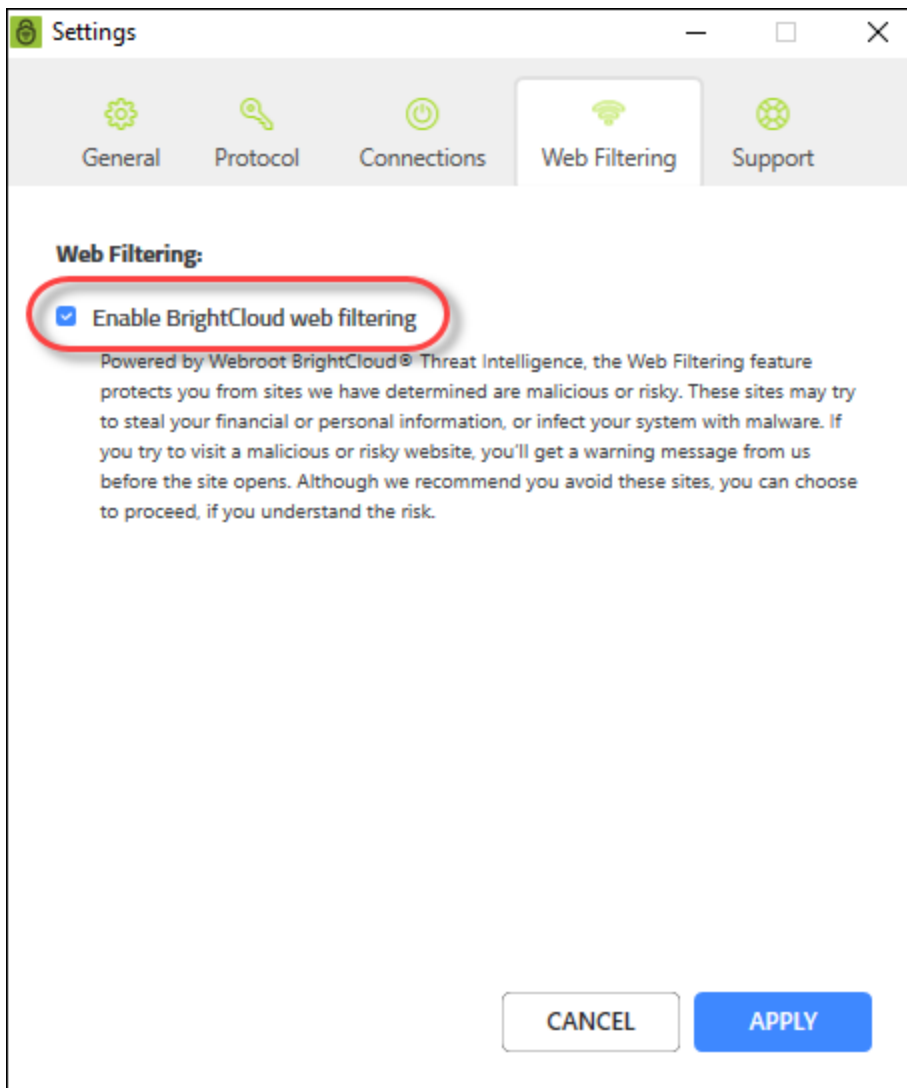 Settings
General Protocol Connections Web Filtering Support
Web Filtering:
Enable BrightCloud web filtering
Powered by Webroot BrightCloud® Threat Intelligence, the Web Filtering feature
protects you from sites we have determined are malicious or risky. These sites may try
to steal your financial or personal information, or infect your system with malware. If
you try to visit a malicious or risky website, you'll get a warning message from us
before the site opens. Although we recommend you avoid these sites, you can choose
to proceed, if you understand the risk.
CANCEL APPLY